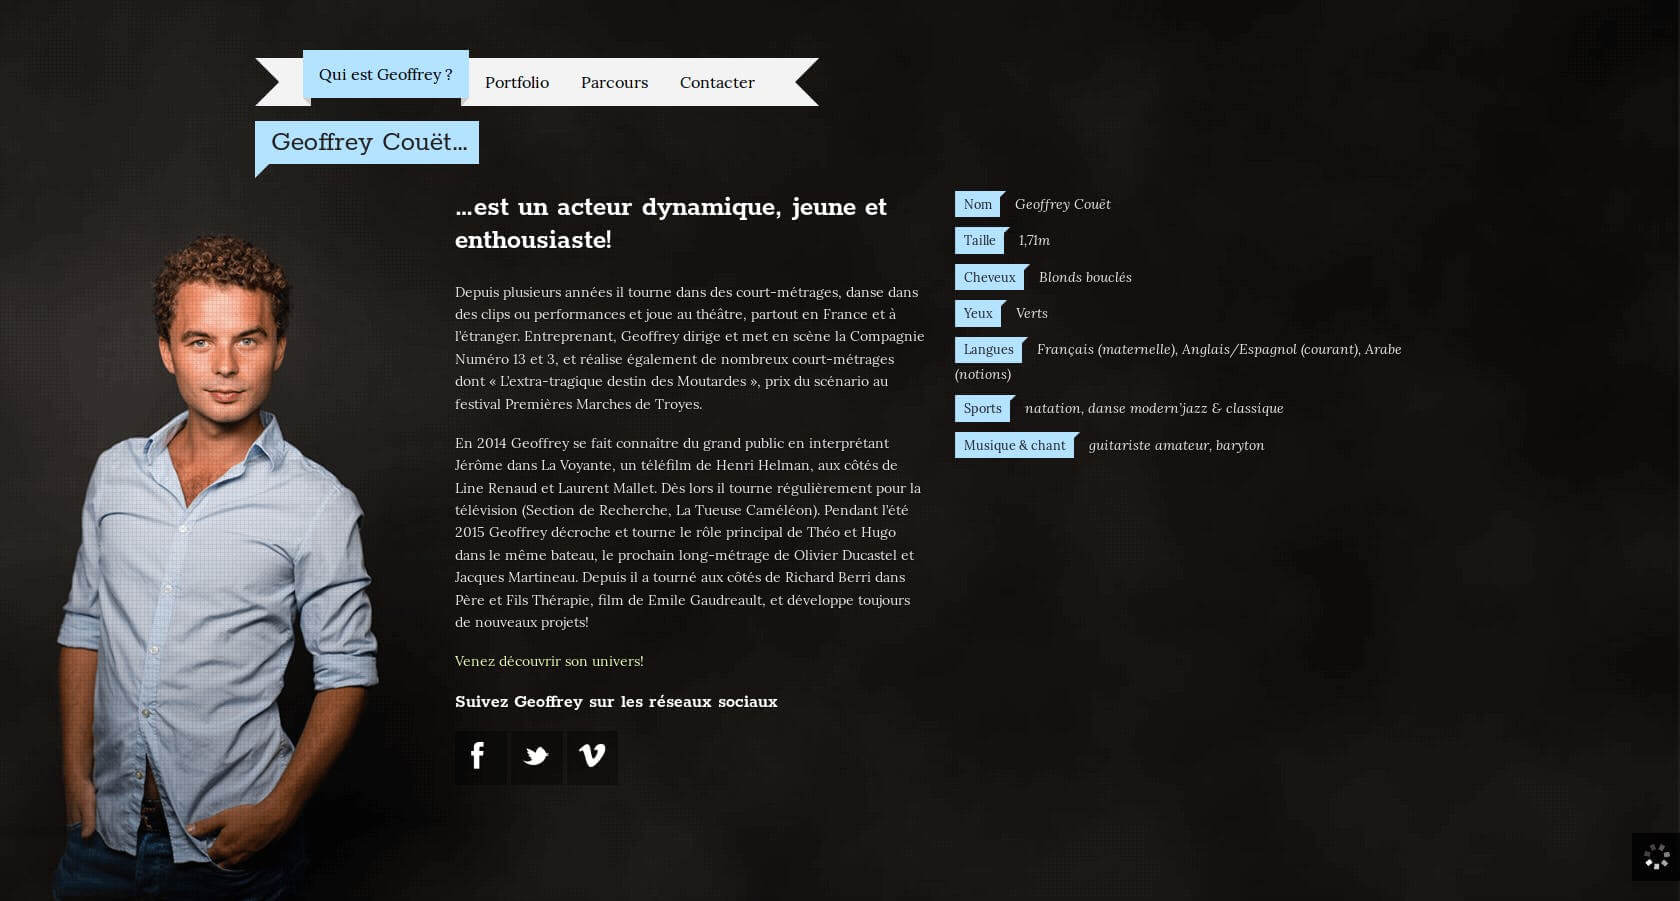 Qui est Geoffrey ?
Portfolio
Parcours
Contacter
Geoffrey Couët...
...est un acteur dynamique, jeune et
enthousiaste!
Depuis plusieurs années il tourne dans des court-métrages, danse dans
des clips ou performances et joue au théâtre, partout en France et à
l'étranger. Entreprenant, Geoffrey dirige et met en scène la Compagnie
Numéro 13 et 3, et réalise également de nombreux court-métrages
dont « L'extra-tragique destin des Moutardes », prix du scénario au
festival Premières Marches de Troyes.
En 2014 Geoffrey se fait connaître du grand public en interprétant
Jérôme dans La Voyante, un téléfilm de Henri Helman, aux côtés de
Line Renaud et Laurent Mallet. Dès lors il tourne régulièrement pour la
télévision (Section de Recherche, La Tueuse Caméléon). Pendant l'été
2015 Geoffrey décroche et tourne le rôle principal de Théo et Hugo
dans le même bateau, le prochain long-métrage de Olivier Ducastel et
Jacques Martineau. Depuis il a tourné aux côtés de Richard Berri dans
Père et Fils Thérapie, film de Emile Gaudreault, et développe toujours
de nouveaux projets!
Venez découvrir son univers!
Suivez Geoffrey sur les réseaux sociaux
Nom Geoffrey Couët
Taille 1,71m
Cheveux Blonds bouclés
Yeux Verts
Langues Français (maternelle), Anglais/Espagnol (courant), Arabe
(notions)
Sports natation, danse modern'jazz & classique
Musique & chant guitariste amateur, baryton